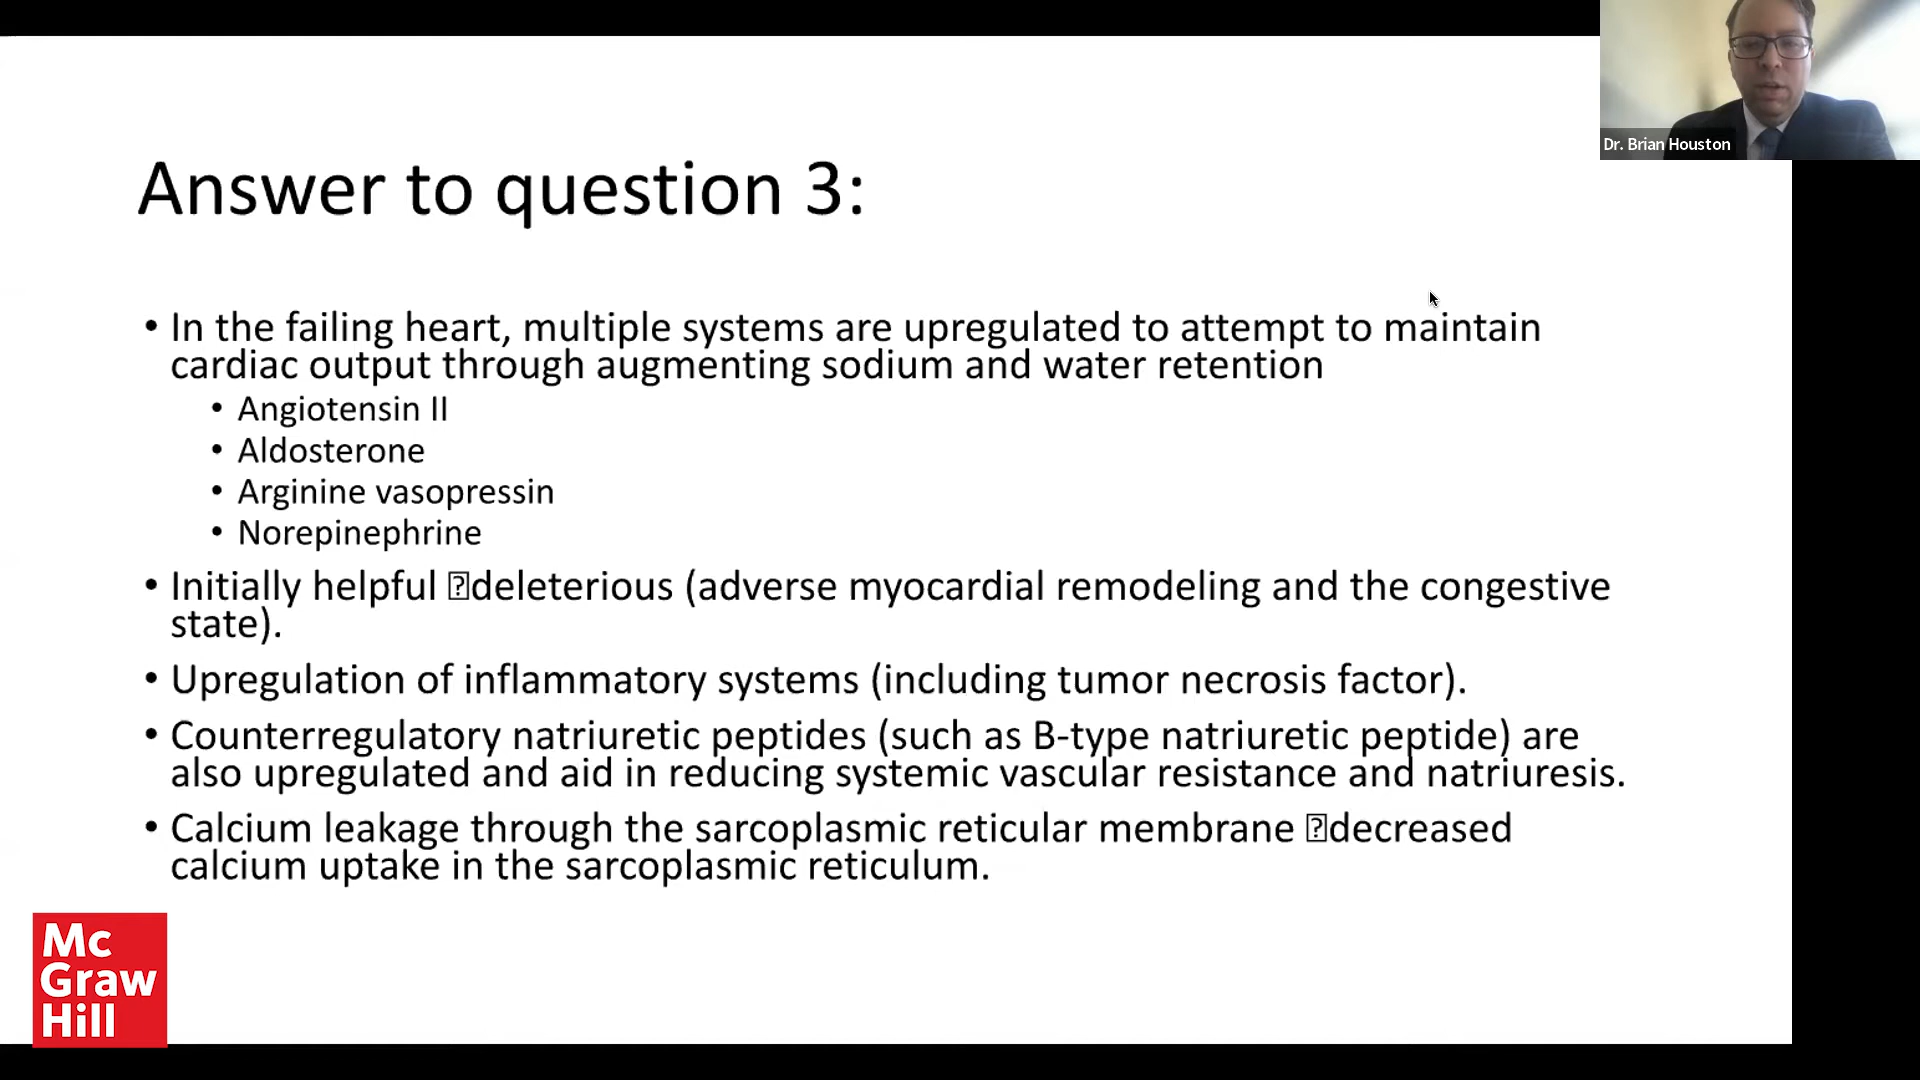 Dr. Brian Houston
Answer to question 3:
• In the failing heart, multiple systems are upregulated to attempt to maintain
cardiac output through augmenting sodium and water retention
• Angiotensin II
• Aldosterone
• Arginine vasopressin
• Norepinephrine
• Initially helpful ⍰deleterious (adverse myocardial remodeling and the congestive
state).
• Upregulation of inflammatory systems (including tumor necrosis factor).
• Counterregulatory natriuretic peptides (such as B-type natriuretic peptide) are
also upregulated and aid in reducing systemic vascular resistance and natriuresis.
• Calcium leakage through the sarcoplasmic reticular membrane ⍰decreased
calcium uptake in the sarcoplasmic reticulum.
Mc
Graw
Hill